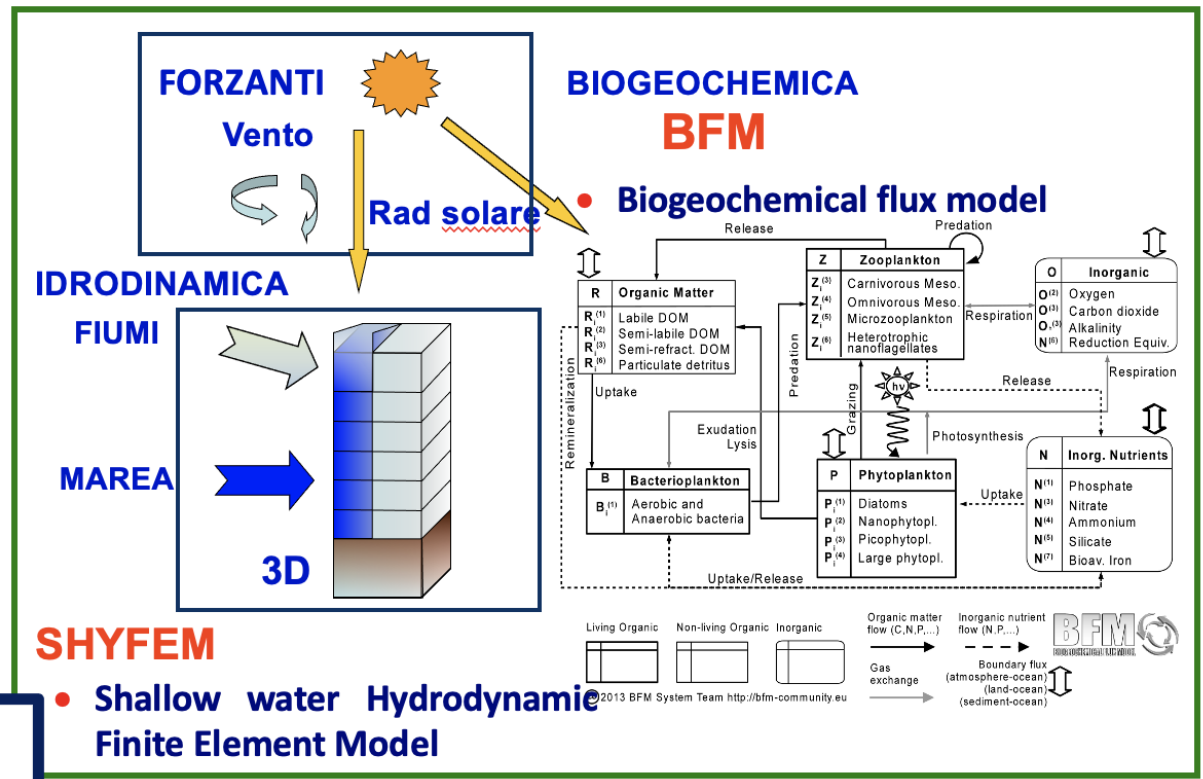 FORZANTI
Vento
Rad solare
IDRODINAMICA
FIUMI
MAREA
3D
SHYFEM
• Shallow water Hydrodynamic
Finite Element Model
BIOGEOCHEMICA
BFM
• Biogeochemical flux model
Release
Predation
Z Zooplankton
Z i (3) Carnivorous Meso.
Z i (4) Omnivorous Meso.
Z i (5) Microzooplankton
Z i (6) Heterotrophic
nanoflagellates
O Inorganic
O(2) Oxygen
O(3) Carbon dioxide
O,(3) Alkalinity
N(6) Reduction Equiv.
R Organic Matter
R i (1) Labile DOM
R i (2) Semi-labile DOM
R i (3) Semi-refract. DOM
R i (6) Particulate detritus
Respiration
Respiration
Release
Uptake
Remineralization
Predation
Grazing
hv
Exudation
Lysis
Photosynthesis
B Bacterioplankton
B i (1) Aerobic and
Anaerobic bacteria
P Phytoplankton
P i (1) Diatoms
P i (2) Nanophytopl.
P i (3) Picophytopl.
P i (4) Large phytopl.
Uptake
N Inorg. Nutrients
N(1) Phosphate
N(3) Nitrate
N(4) Ammonium
N(5) Silicate
N(7) Bioav. Iron
Uptake/Release
Living Organic
Non-living Organic
Inorganic
Organic matter
flow (C,N,P,...)
Inorganic nutrient
flow (N,P,...)
Gas
exchange
Boundary flux
(atmosphere-ocean)
(land-ocean)
(sediment-ocean)
BFM
©2013 BFM System Team http://bfm-community.eu